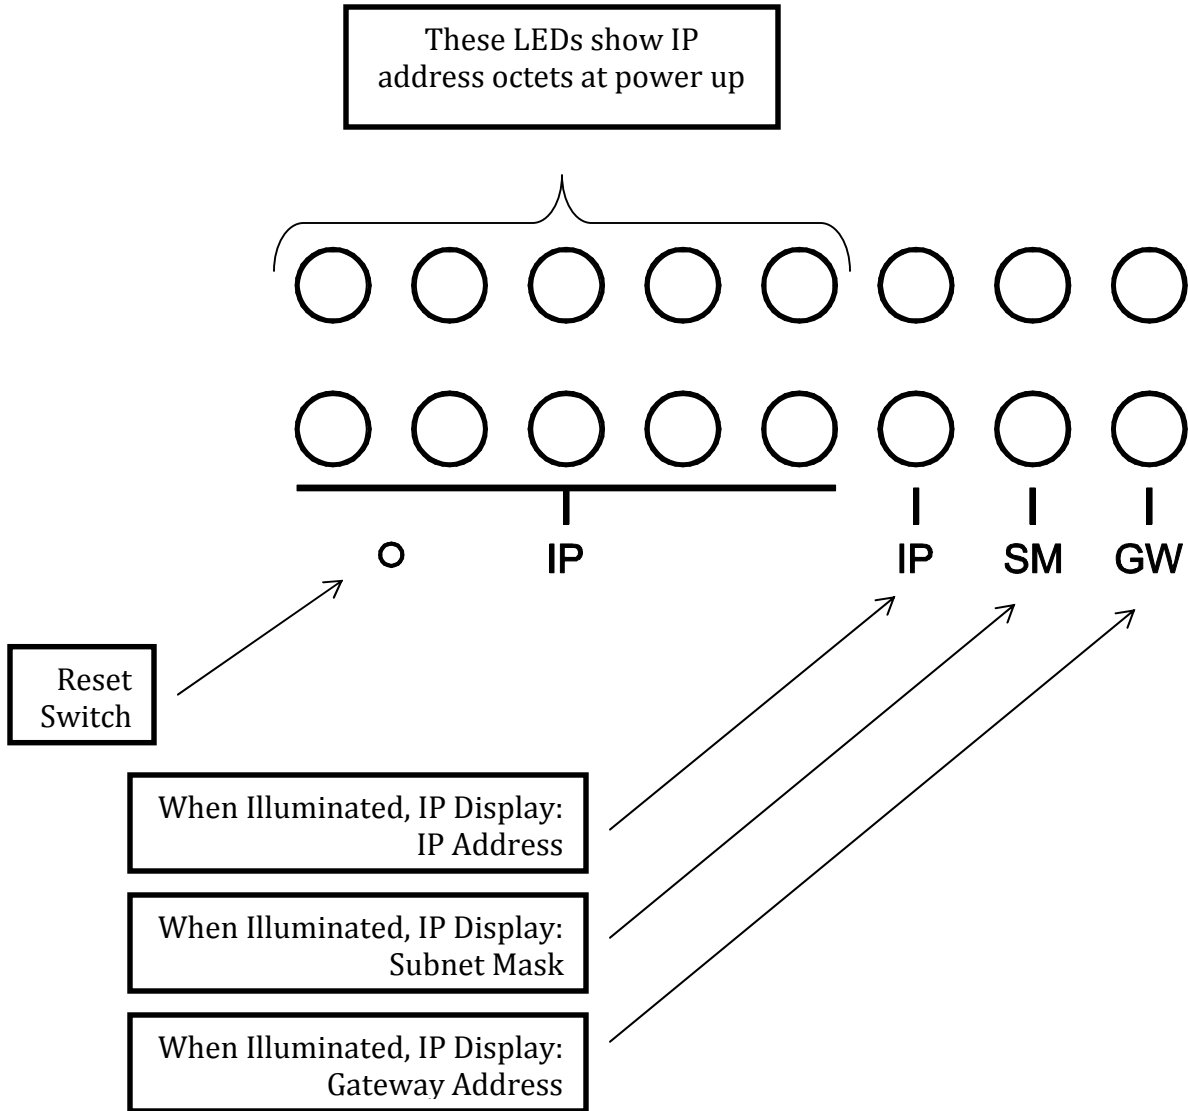 These LEDs show IP
address octets at power up
IP
IP SM GW
Reset
Switch
When Illuminated, IP Display:
IP Address
When Illuminated, IP Display:
Subnet Mask
When Illuminated, IP Display:
Gateway Address